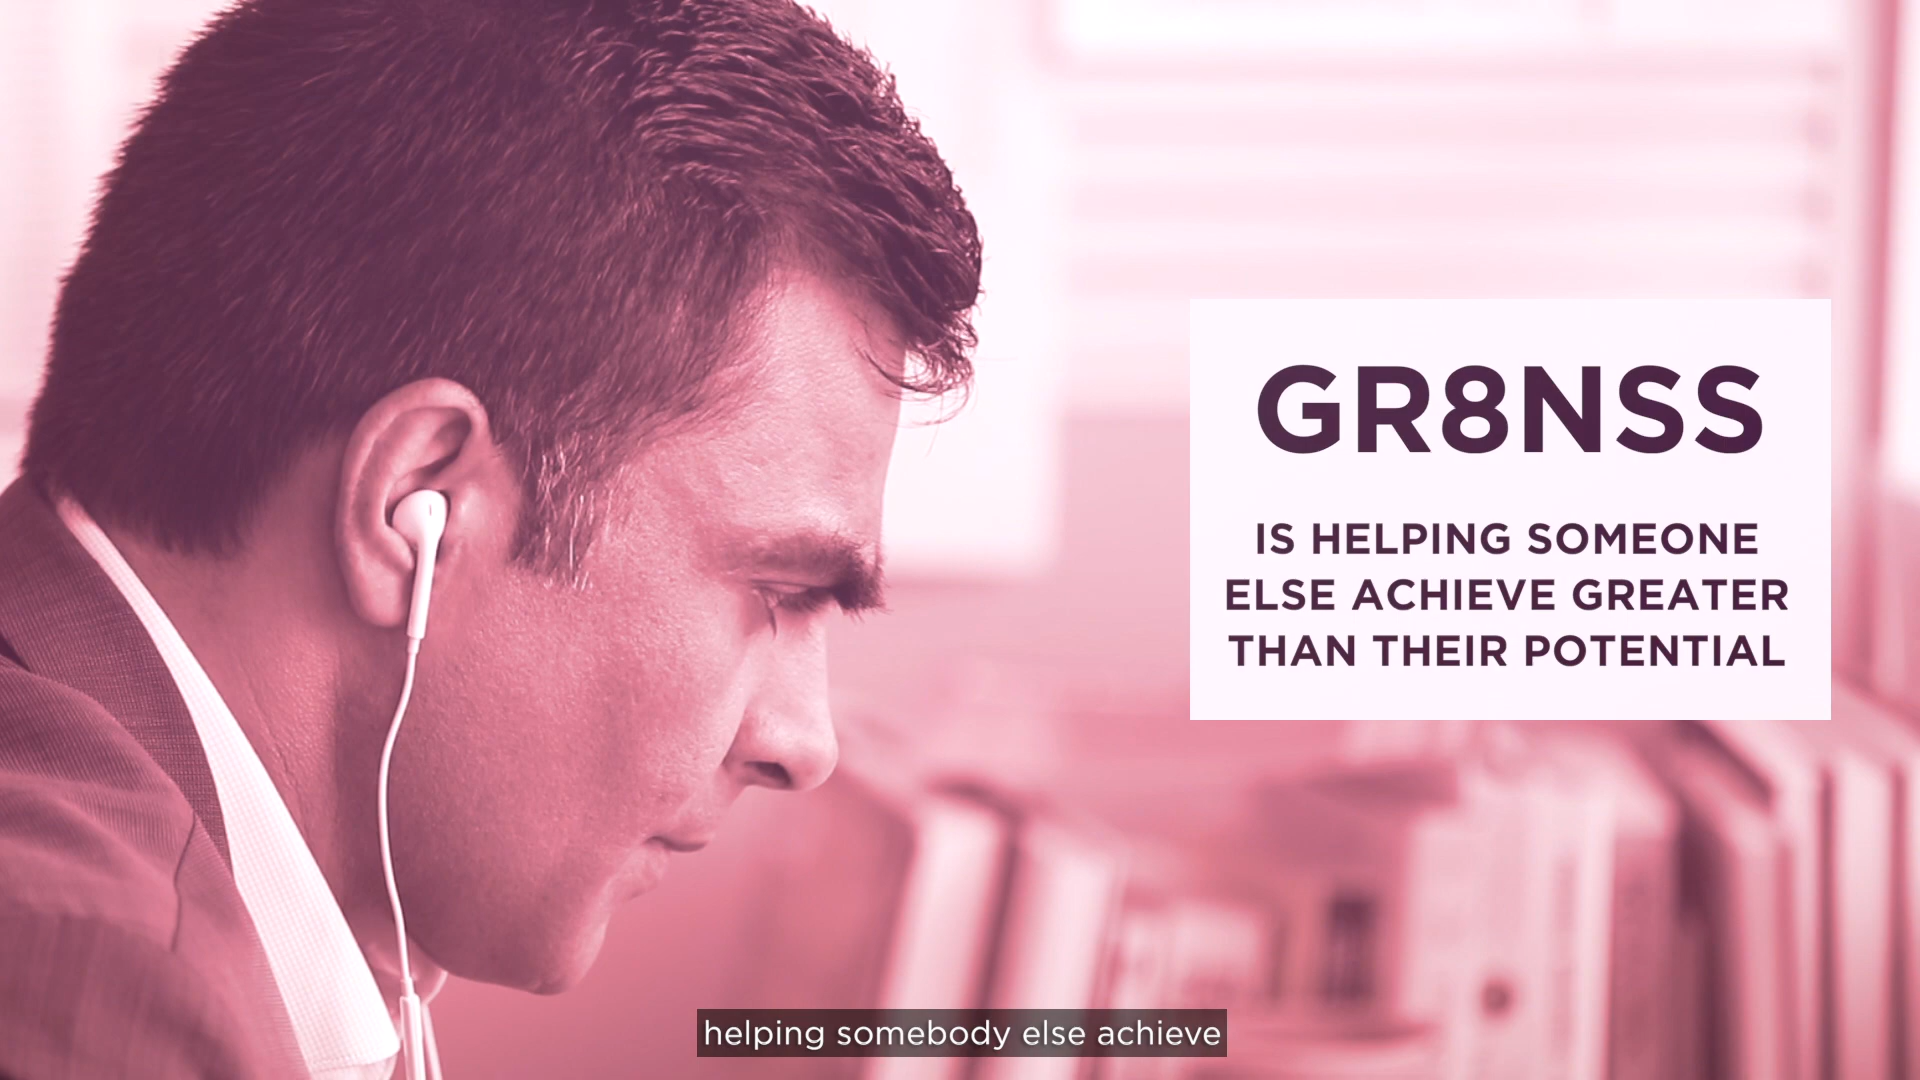 GR8NSS
IS HELPING SOMEONE
ELSE ACHIEVE GREATER
THAN THEIR POTENTIAL
helping somebody else achieve